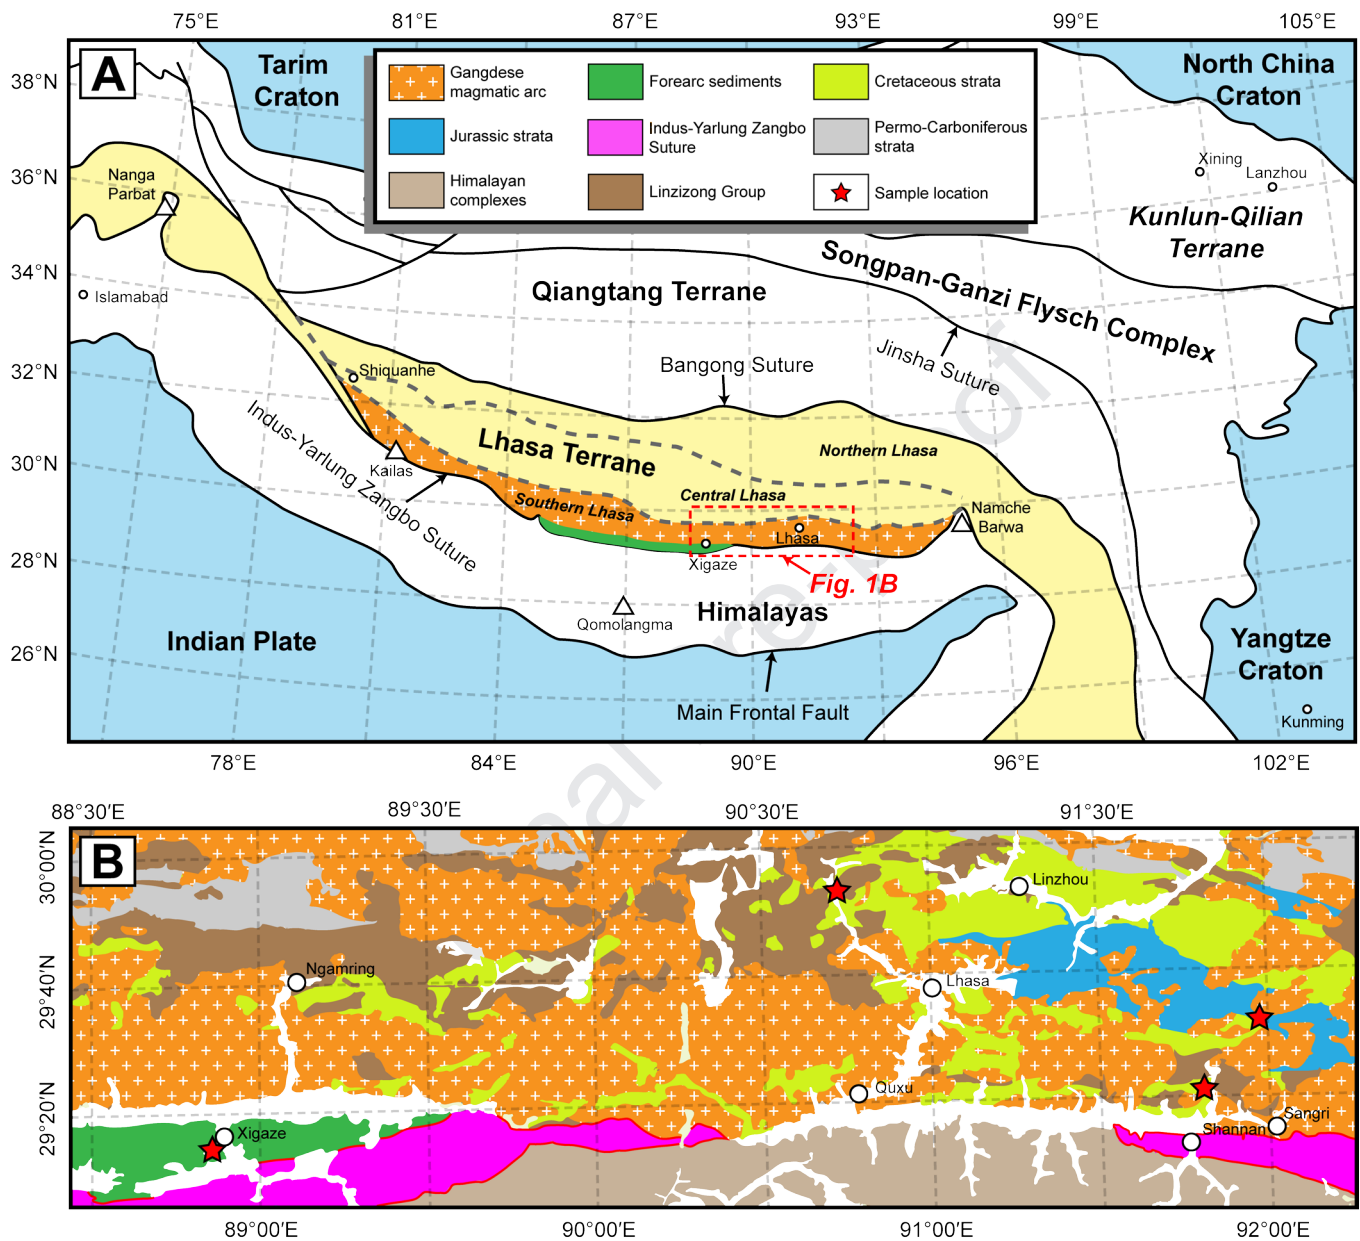 75°E 81°E 87°E 93°E 99°E 105°E
A
38°N
36°N
34°N
32°N
30°N
28°N
26°N
Tarim
Craton
Gangdese
magmatic arc
Forearc sediments
Cretaceous strata
Jurassic strata
Indus-Yarlung Zangbo
Suture
Permo-Carboniferous
strata
Himalayan
complexes
Linzizong Group
Sample location
North China
Craton
Xining
Lanzhou
Kunlun-Qilian
Terrane
Nanga
Parbat
Islamabad
Songpan-Ganzi Flysch Complex
Qiangtang Terrane
Jinsha Suture
Bangong Suture
Shiquanhe
Indus-Yarlung Zangbo Suture
Kailas
Lhasa Terrane
Northern Lhasa
Central Lhasa
Southern Lhasa
Namche
Barwa
Lhasa
Xigaze
Fig. 1B
Himalayas
Qomolangma
Indian Plate
Main Frontal Fault
Yangtze
Craton
Kunming
78°E 84°E 90°E 96°E 102°E
88°30′E 89°30′E 90°30′E 91°30′E
B
30°00′N
29°40′N
29°20′N
Linzhou
Ngamring
Lhasa
Quxu
Sangri
Shannan
Xigaze
89°00′E 90°00′E 91°00′E 92°00′E